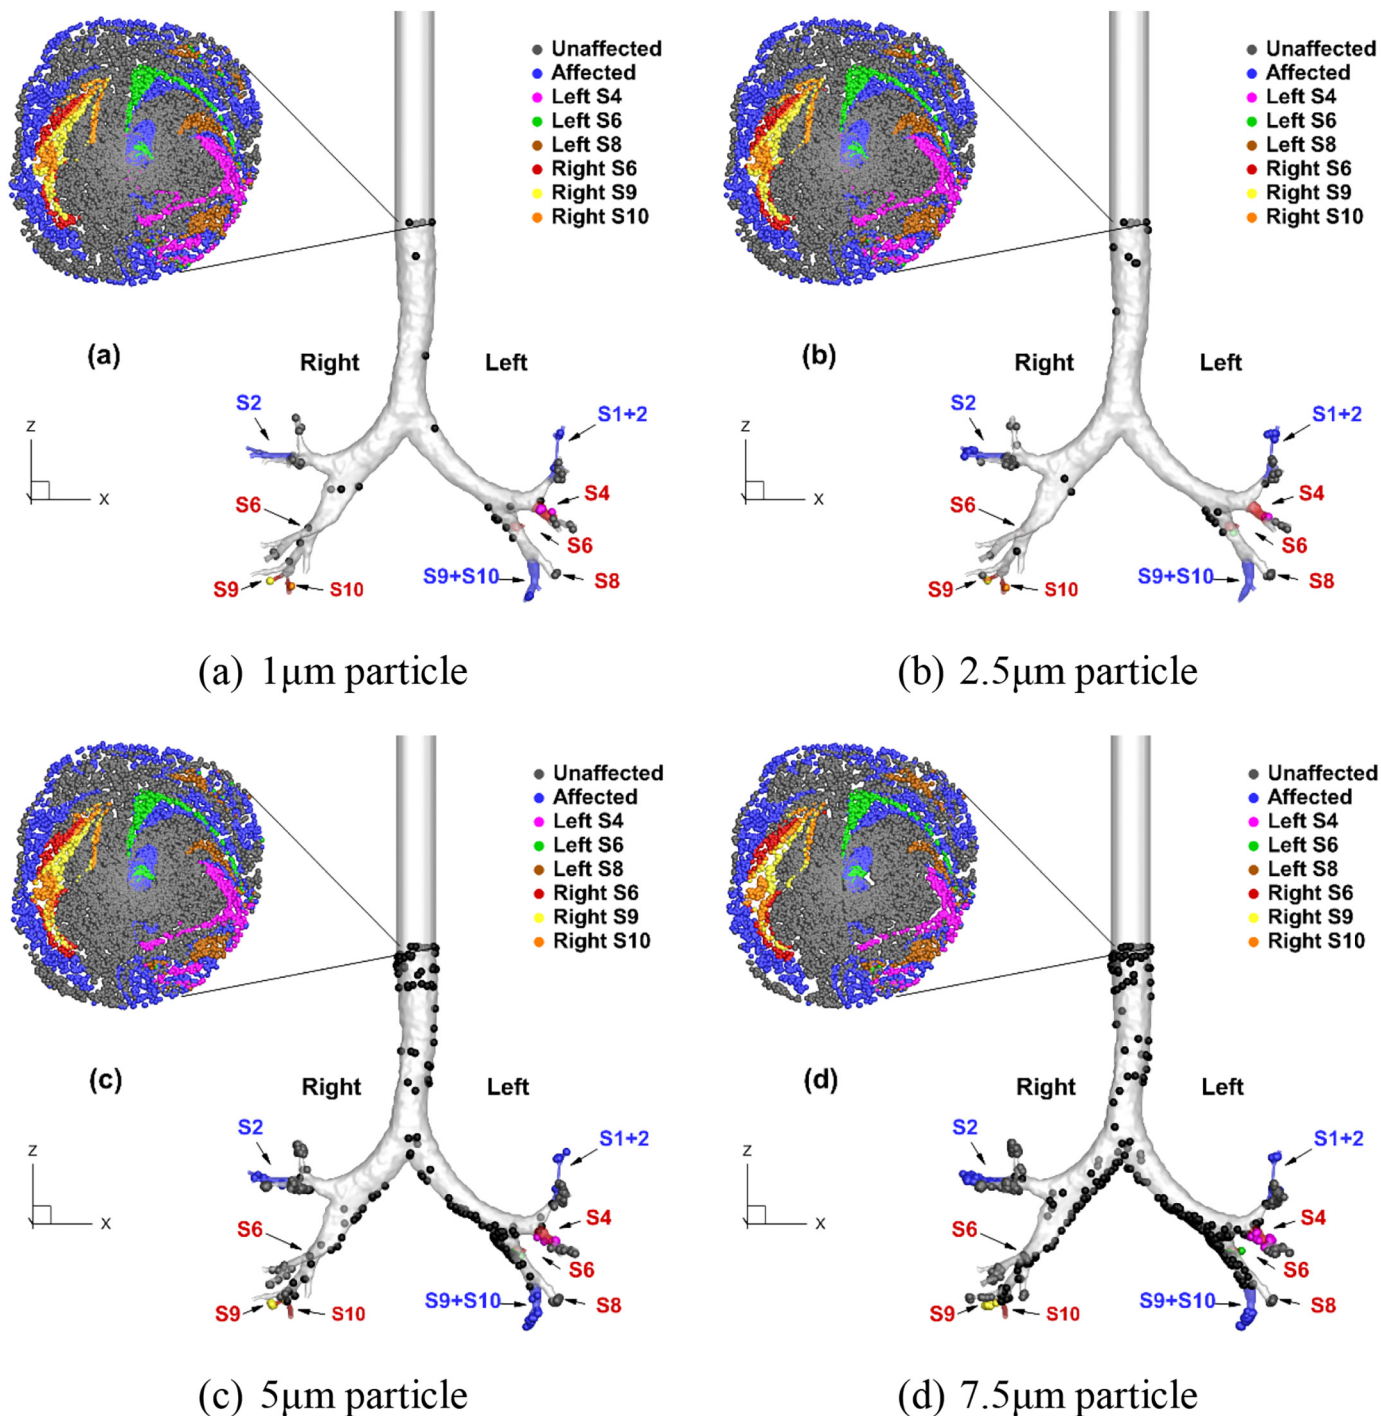 Unaffected
Affected
Left S4
Left S6
Left S8
Right S6
Right S9
Right S10
(a)
Right
Left
S2
S1+2
Z
Y
X
S6
S4
S6
S9+S10
S9
S10
S8
(a) 1μm particle
Unaffected
Affected
Left S4
Left S6
Left S8
Right S6
Right S9
Right S10
(b)
Right
Left
S2
S1+2
Z
Y
X
S6
S4
S6
S9+S10
S9
S10
S8
(b) 2.5μm particle
Unaffected
Affected
Left S4
Left S6
Left S8
Right S6
Right S9
Right S10
(c)
Right
Left
S2
S1+2
Z
Y
X
S6
S4
S6
S9+S10
S9
S10
S8
(c) 5μm particle
Unaffected
Affected
Left S4
Left S6
Left S8
Right S6
Right S9
Right S10
(d)
Right
Left
S2
S1+2
Z
Y
X
S6
S4
S6
S9+S10
S9
S10
S8
(d) 7.5μm particle